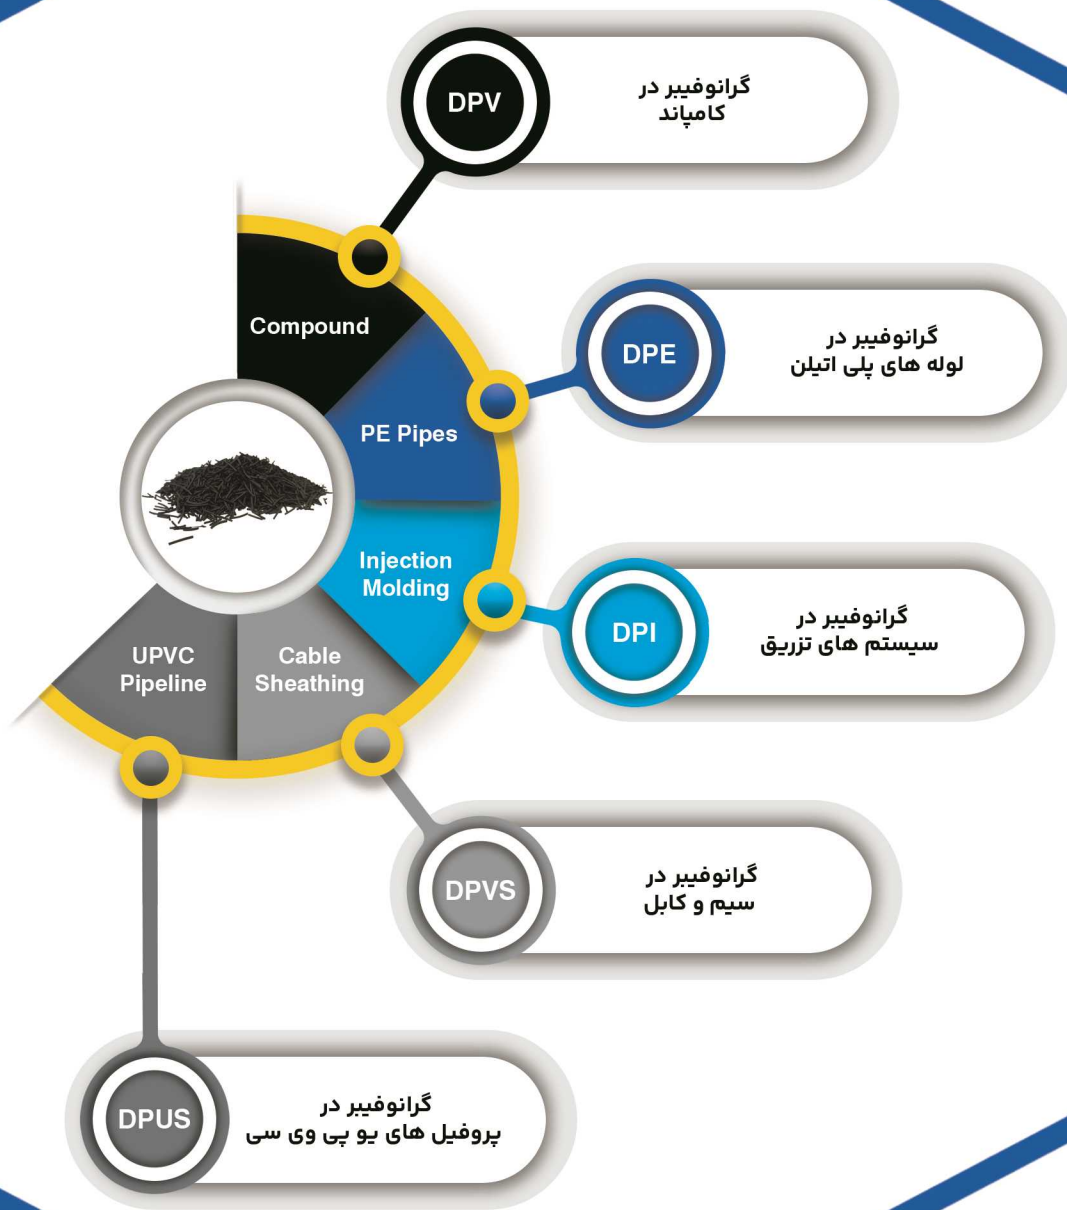 DPV
گرانوفیبر در
کامپاند
Compound
DPE
گرانوفیبر در
لوله های پلی اتیلن
PE Pipes
Injection
Molding
DPI
گرانوفیبر در
سیستم های تزریق
UPVC
Pipeline
Cable
Sheathing
DPVS
گرانوفیبر در
سیم و کابل
DPUS
گرانوفیبر در
پروفیل های یو پی وی سی